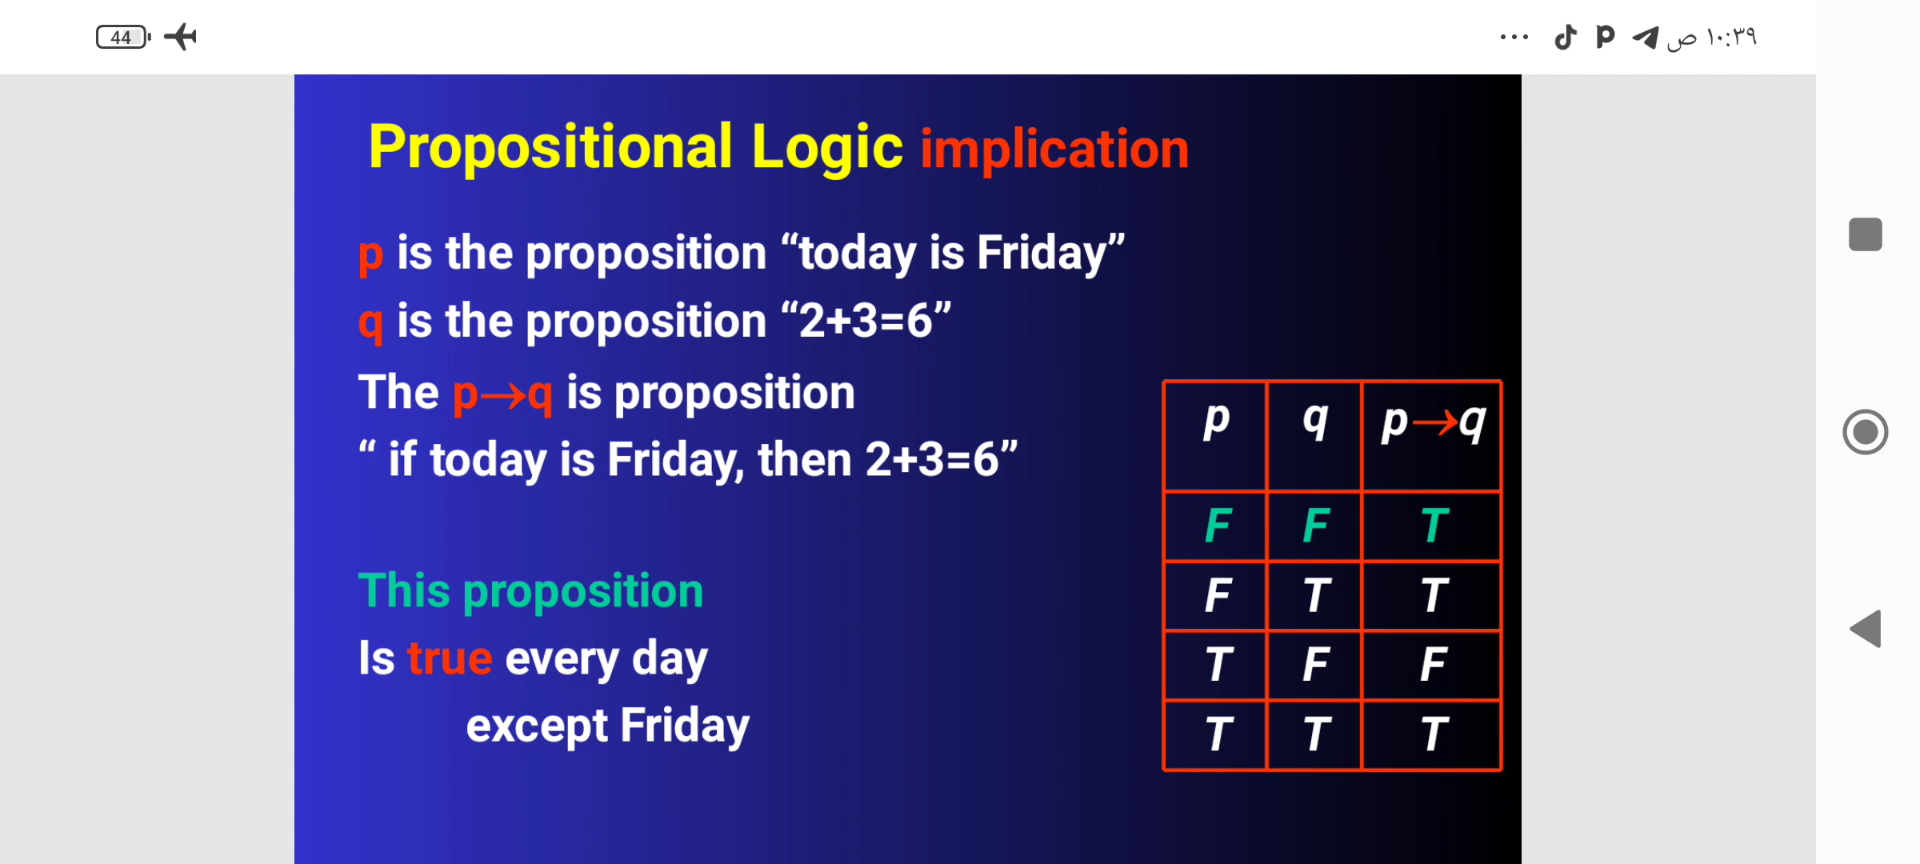 44
١٠:٣٩ ص
Propositional Logic implication
p is the proposition “today is Friday”
q is the proposition “2+3=6”
The p→q is proposition
“ if today is Friday, then 2+3=6”
This proposition
Is true every day
except Friday
p q p→q
F F T
F T T
T F F
T T T